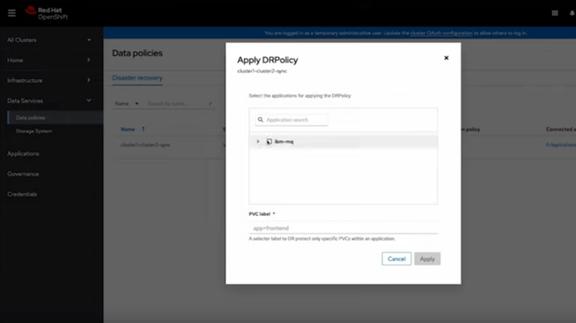 Red Hat
OpenShift
You are logged in as a temporary administrative user. Update the cluster OAuth configuration to allow others to log in.
All Clusters
Home
Infrastructure
Data Services
Data policies
Storage System
Applications
Governance
Credentials
Data policies
Disaster recovery
Name
Search by name...
/
Name
policy
Connected a
cluster1-cluster2-sync
Apply DRPolicy
cluster1-cluster2-sync
Select the applications for applying the DRPolicy
Application search
ibm-mq
PVC label *
app=frontend
A selector label to DR protect only specific PVCs within an application.
Cancel
Apply